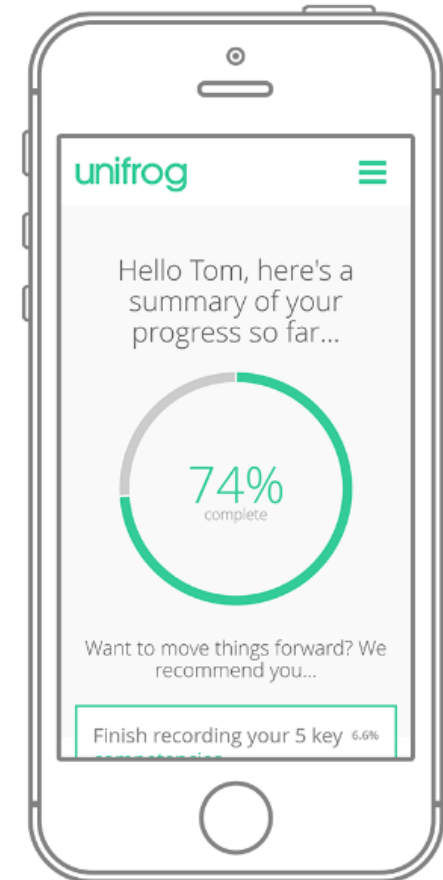 unifrog
Hello Tom, here's a
summary of your
progress so far...
74%
complete
Want to move things forward? We
recommend you...
Finish recording your 5 key 6.6%
competencies